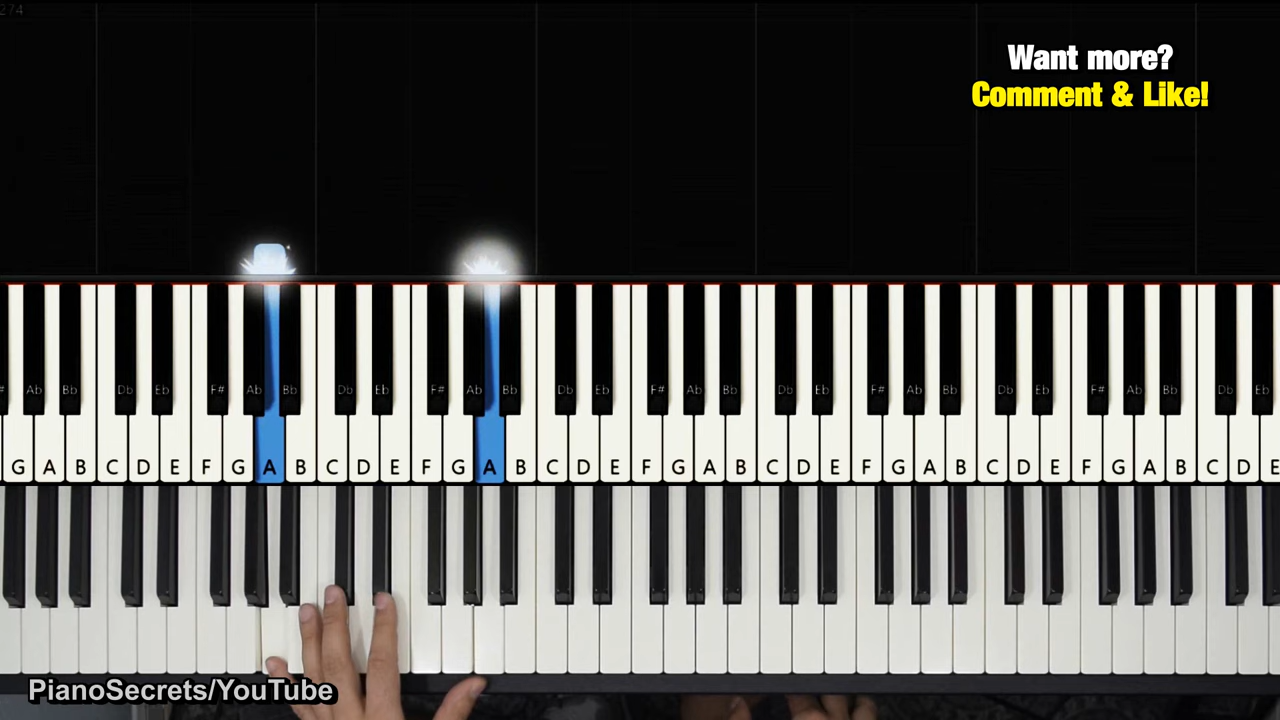 274
Want more?
Comment & Like!
# Ab Bb Db Eb F# Ab Bb Db Eb F# Ab Bb Db Eb F# Ab Bb Db Eb F# Ab Bb Db Eb F# Ab Bb Db Eb
G A B C D E F G A B C D E F G A B C D E F G A B C D E F G A B C D E F G A B C D E
PianoSecrets/YouTube